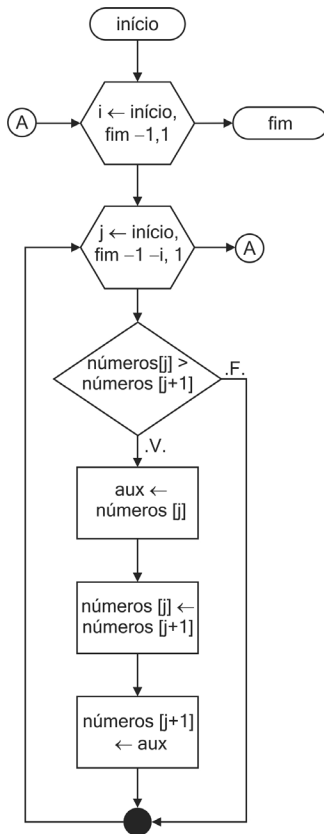 início
i ← início,
fim –1,1
A
fim
j ← início,
fim –1 –i, 1
A
números[j] >
números [j+1]
.F.
.V.
aux ←
números [j]
números [j] ←
números [j+1]
números [j+1]
← aux